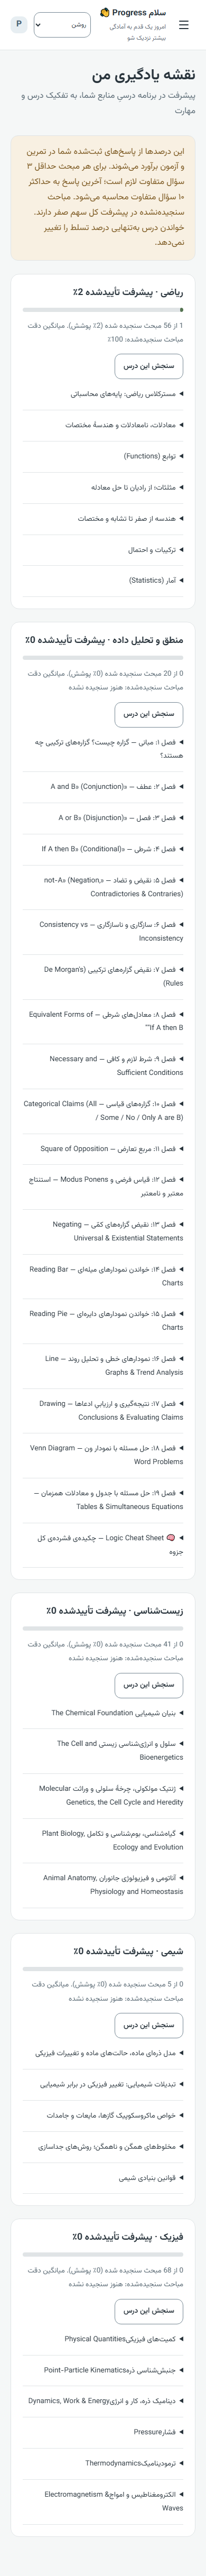 سلام Progress 👋
امروز یک قدم به آمادگی
بیشتر نزدیک شو
روشن
P
نقشه یادگیری من
پیشرفت در برنامه درسیِ منابع شما، به تفکیک درس و
مهارت
این درصدها از پاسخ‌های ثبت‌شده شما در تمرین
و آزمون برآورد می‌شوند. برای هر مبحث حداقل ۳
سؤال متفاوت لازم است؛ آخرین پاسخ به حداکثر
۱۰ سؤال متفاوت محاسبه می‌شود. مباحث
سنجیده‌نشده در پیشرفت کل سهم صفر دارند.
خواندن درس به‌تنهایی درصد تسلط را تغییر
نمی‌دهد.
ریاضی · پیشرفت تأییدشده 2٪
1 از 56 مبحث سنجیده شده (2٪ پوشش). میانگین دقت
مباحث سنجیده‌شده: 100٪
سنجش این درس
مسترکلاس ریاضی: پایه‌های محاسباتی
معادلات، نامعادلات و هندسهٔ مختصات
توابع (Functions)
مثلثات؛ از رادیان تا حل معادله
هندسه از صفر تا تشابه و مختصات
ترکیبات و احتمال
آمار (Statistics)
منطق و تحلیل داده · پیشرفت تأییدشده 0٪
0 از 20 مبحث سنجیده شده (0٪ پوشش). میانگین دقت
مباحث سنجیده‌شده: هنوز سنجیده نشده
سنجش این درس
فصل ۱: مبانی — گزاره چیست؟ گزاره‌های ترکیبی چه
هستند؟
فصل ۲: عطف — «A and B» (Conjunction)
فصل ۳: فصل — «A or B» (Disjunction)
فصل ۴: شرطی — «If A then B» (Conditional)
فصل ۵: نقیض و تضاد — «not-A» (Negation,
Contradictories & Contraries)
فصل ۶: سازگاری و ناسازگاری — Consistency vs
Inconsistency
فصل ۷: نقیض گزاره‌های ترکیبی (De Morgan's
Rules)
فصل ۸: معادل‌های شرطی — Equivalent Forms of
"If A then B"
فصل ۹: شرط لازم و کافی — Necessary and
Sufficient Conditions
فصل ۱۰: گزاره‌های قیاسی — Categorical Claims (All
/ Some / No / Only A are B)
فصل ۱۱: مربع تعارض — Square of Opposition
فصل ۱۲: قیاس فرضی و Modus Ponens — استنتاج
معتبر و نامعتبر
فصل ۱۳: نقیض گزاره‌های کمّی — Negating
Universal & Existential Statements
فصل ۱۴: خواندن نمودارهای میله‌ای — Reading Bar
Charts
فصل ۱۵: خواندن نمودارهای دایره‌ای — Reading Pie
Charts
فصل ۱۶: نمودارهای خطی و تحلیل روند — Line
Graphs & Trend Analysis
فصل ۱۷: نتیجه‌گیری و ارزیابی ادعاها — Drawing
Conclusions & Evaluating Claims
فصل ۱۸: حل مسئله با نمودار ون — Venn Diagram
Word Problems
فصل ۱۹: حل مسئله با جدول و معادلات همزمان —
Tables & Simultaneous Equations
🧠 Logic Cheat Sheet — چکیده‌ی فشرده‌ی کل
جزوه
زیست‌شناسی · پیشرفت تأییدشده 0٪
0 از 41 مبحث سنجیده شده (0٪ پوشش). میانگین دقت
مباحث سنجیده‌شده: هنوز سنجیده نشده
سنجش این درس
بنیان شیمیایی The Chemical Foundation
سلول و انرژی‌شناسی زیستی The Cell and
Bioenergetics
ژنتیک مولکولی، چرخهٔ سلولی و وراثت Molecular
Genetics, the Cell Cycle and Heredity
گیاه‌شناسی، بوم‌شناسی و تکامل Plant Biology,
Ecology and Evolution
آناتومی و فیزیولوژی جانوران Animal Anatomy,
Physiology and Homeostasis
شیمی · پیشرفت تأییدشده 0٪
0 از 5 مبحث سنجیده شده (0٪ پوشش). میانگین دقت
مباحث سنجیده‌شده: هنوز سنجیده نشده
سنجش این درس
مدل ذره‌ای ماده، حالت‌های ماده و تغییرات فیزیکی
تبدیلات شیمیایی: تغییر فیزیکی در برابر شیمیایی
خواص ماکروسکوپیک گازها، مایعات و جامدات
مخلوط‌های همگن و ناهمگن؛ روش‌های جداسازی
قوانین بنیادی شیمی
فیزیک · پیشرفت تأییدشده 0٪
0 از 68 مبحث سنجیده شده (0٪ پوشش). میانگین دقت
مباحث سنجیده‌شده: هنوز سنجیده نشده
سنجش این درس
کمیت‌های فیزیکیPhysical Quantities
جنبش‌شناسی ذرهPoint-Particle Kinematics
دینامیک ذره، کار و انرژیDynamics, Work & Energy
فشارPressure
ترمودینامیکThermodynamics
الکترومغناطیس و امواجElectromagnetism &
Waves